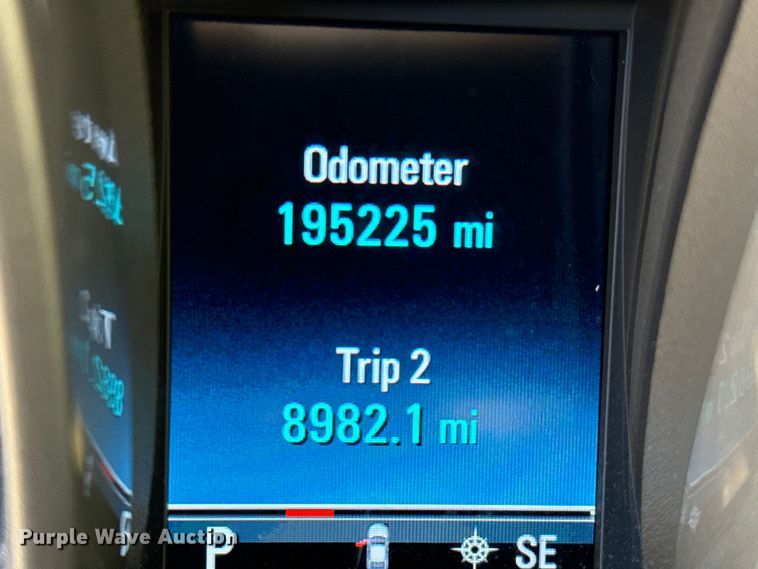 Odometer
195225 mi
Trip 2
8982.1 mi
P SE
Purple Wave Auction